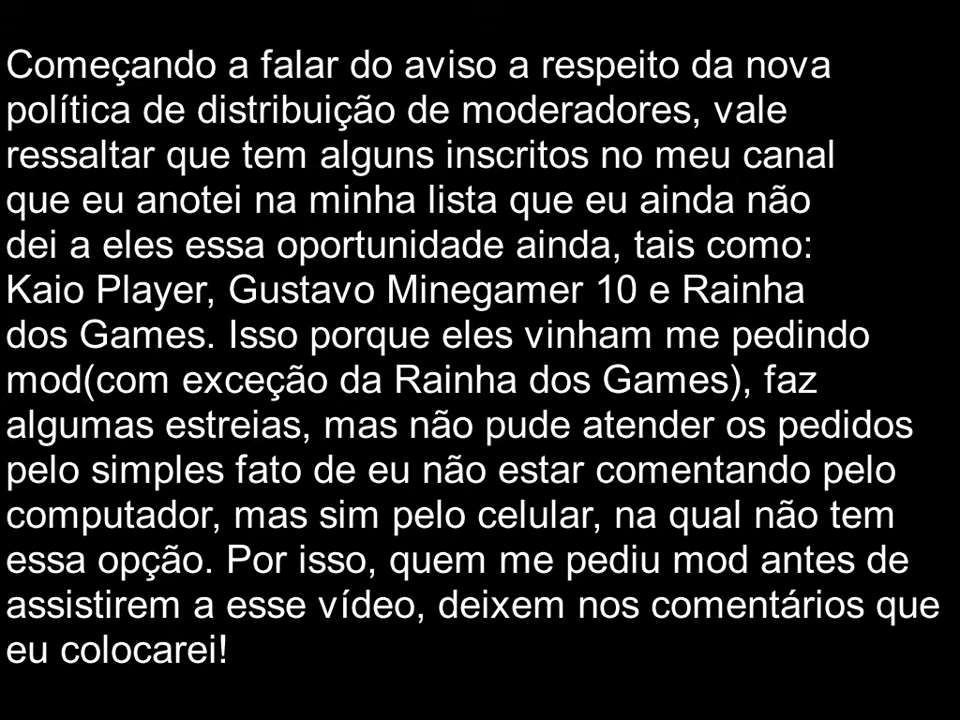 Começando a falar do aviso a respeito da nova
política de distribuição de moderadores, vale
ressaltar que tem alguns inscritos no meu canal
que eu anotei na minha lista que eu ainda não
dei a eles essa oportunidade ainda, tais como:
Kaio Player, Gustavo Minegamer 10 e Rainha
dos Games. Isso porque eles vinham me pedindo
mod(com exceção da Rainha dos Games), faz
algumas estreias, mas não pude atender os pedidos
pelo simples fato de eu não estar comentando pelo
computador, mas sim pelo celular, na qual não tem
essa opção. Por isso, quem me pediu mod antes de
assistirem a esse vídeo, deixem nos comentários que
eu colocarei!